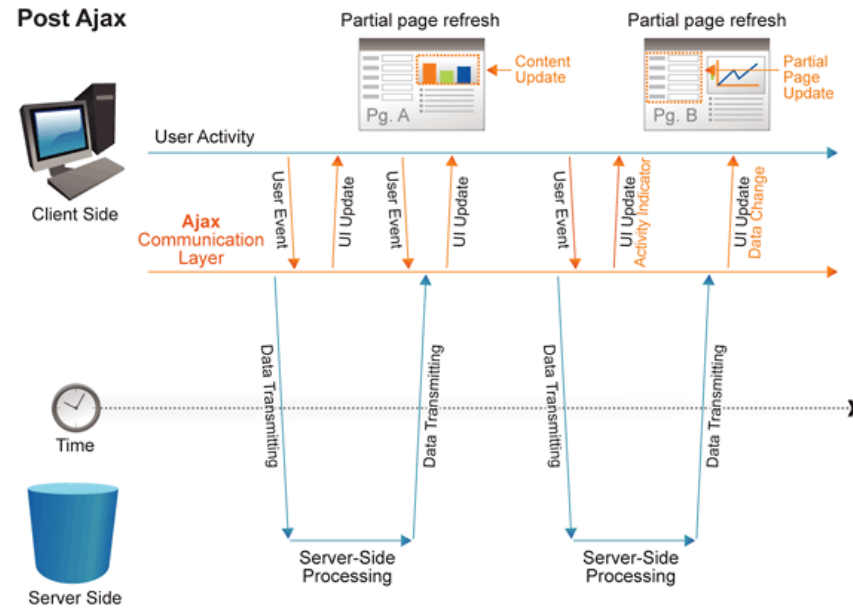 Post Ajax
Partial page refresh
Partial page refresh
Content
Update
Pg. A
Partial
Page
Update
Pg. B
User Activity
Client Side
User Event
UI Update
User Event
UI Update
User Event
UI Update
Activity Indicator
UI Update
Data Change
Ajax
Communication
Layer
Data Transmitting
Data Transmitting
Data Transmitting
Data Transmitting
Time
Server-Side
Processing
Server-Side
Processing
Server Side